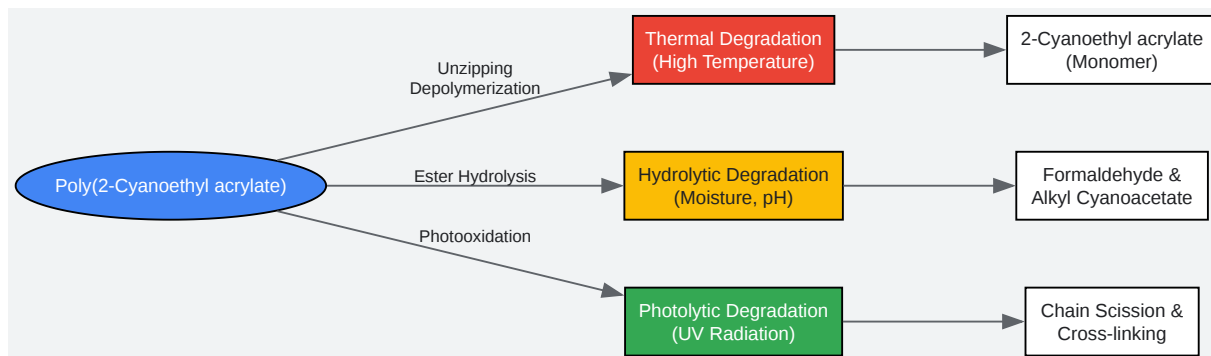 Poly(2-Cyanoethyl acrylate)
Unzipping
Depolymerization
Thermal Degradation
(High Temperature)
2-Cyanoethyl acrylate
(Monomer)
Ester Hydrolysis
Hydrolytic Degradation
(Moisture, pH)
Formaldehyde &
Alkyl Cyanoacetate
Photooxidation
Photolytic Degradation
(UV Radiation)
Chain Scission &
Cross-linking